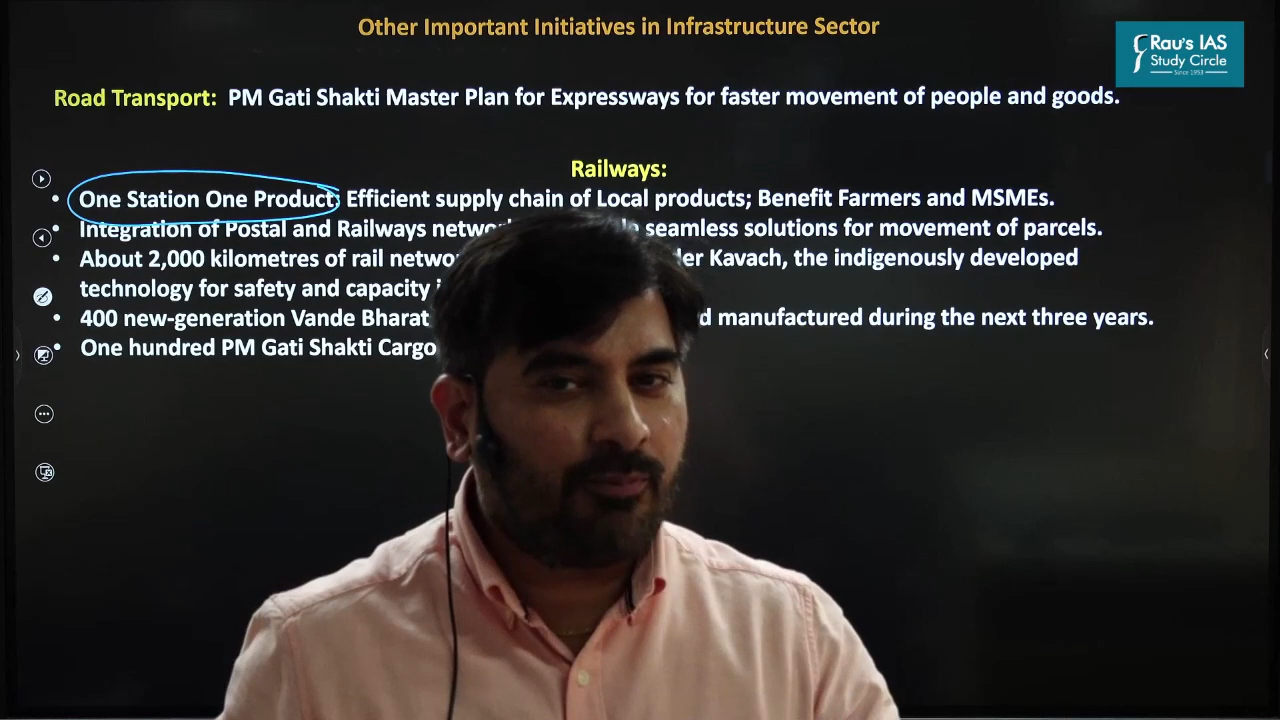 Other Important Initiatives in Infrastructure Sector
Rau's IAS
Study Circle
Since 1953
Road Transport: PM Gati Shakti Master Plan for Expressways for faster movement of people and goods.
Railways:
• One Station One Product: Efficient supply chain of Local products; Benefit Farmers and MSMEs.
• Integration of Postal and Railways seamless solutions for movement of parcels.
• About 2,000 kilometres of rail Kavach, the indigenously developed
technology for safety and capacity
• 400 new-generation Vande Bharat manufactured during the next three years.
• One hundred PM Gati Shakti Cargo